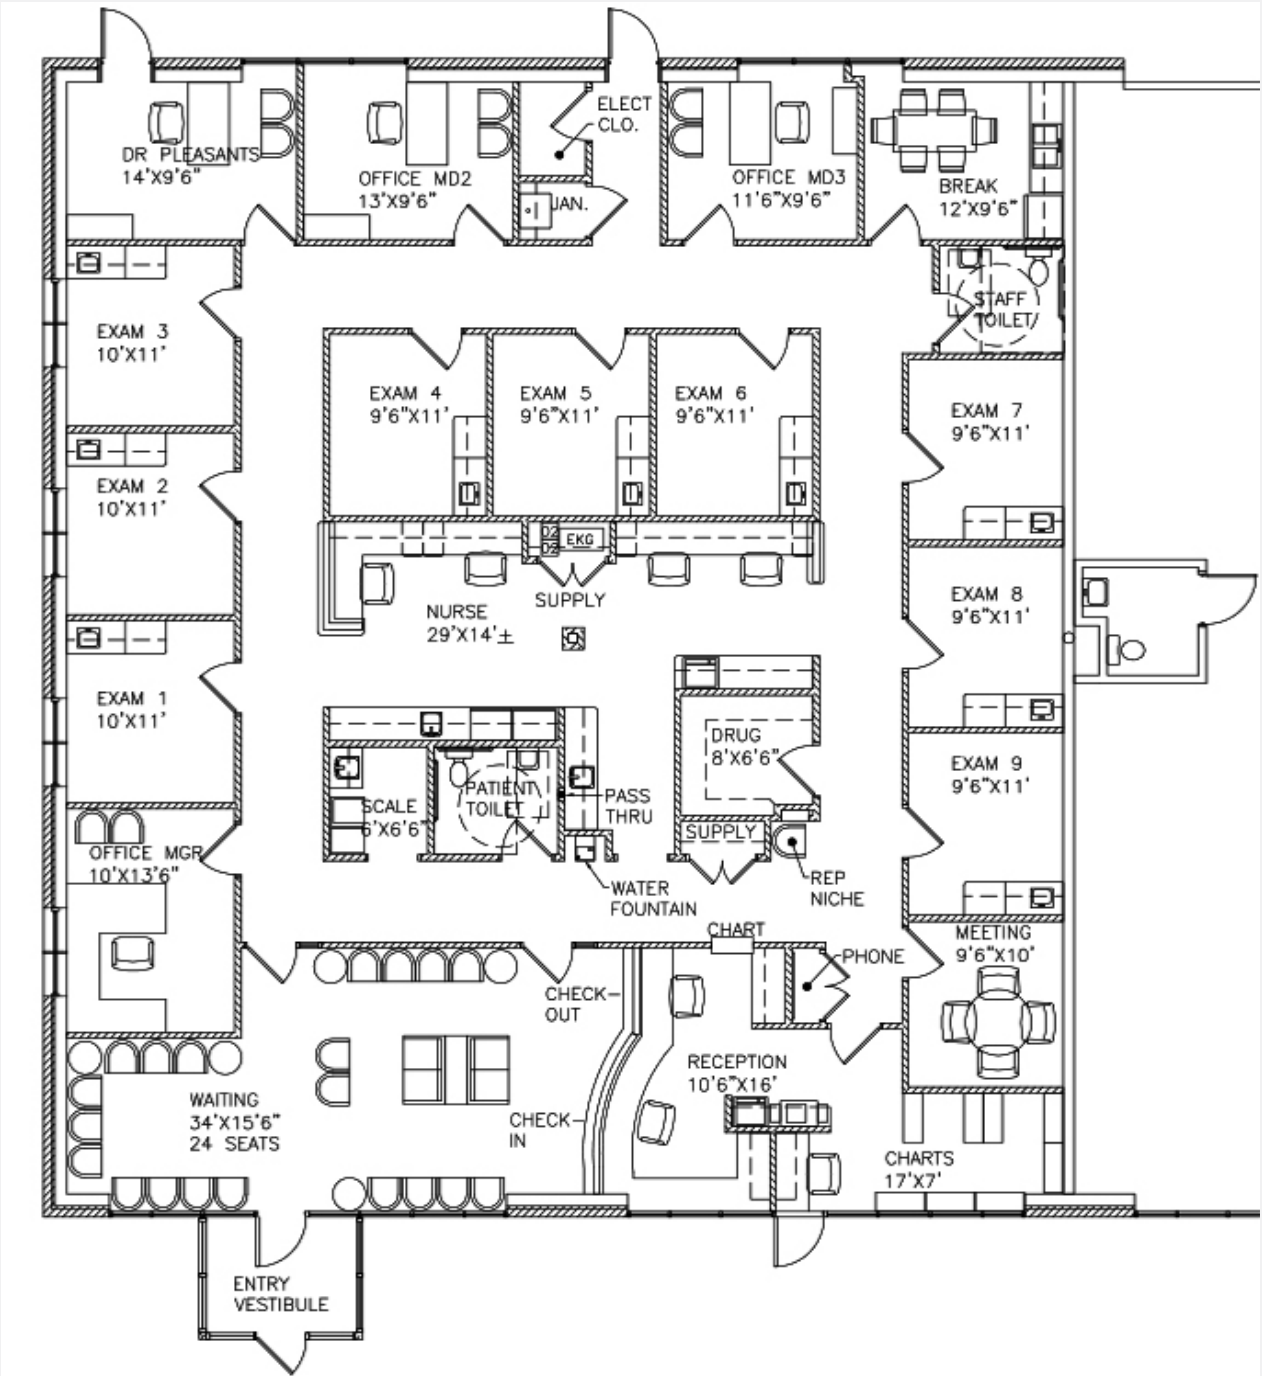 DR PLEASANTS
14'X9'6"
OFFICE MD2
13'X9'6"
ELECT
CLO.
JAN.
OFFICE MD3
11'6"X9'6"
BREAK
12'X9'6"
STAFF
TOILET
EXAM 3
10'X11'
EXAM 4
9'6"X11'
EXAM 5
9'6"X11'
EXAM 6
9'6"X11'
EXAM 7
9'6"X11'
EXAM 2
10'X11'
D2
D2
EKG
SUPPLY
NURSE
29'X14'±
EXAM 8
9'6"X11'
EXAM 1
10'X11'
DRUG
8'X6'6"
EXAM 9
9'6"X11'
SCALE
6'X6'6"
PATIENT
TOILET
PASS
THRU
SUPPLY
OFFICE MGR
10'X13'6"
WATER
FOUNTAIN
REP
NICHE
CHART
PHONE
MEETING
9'6"X10'
CHECK-
OUT
RECEPTION
10'6"X16'
WAITING
34'X15'6"
24 SEATS
CHECK-
IN
CHARTS
17'X7'
ENTRY
VESTIBULE